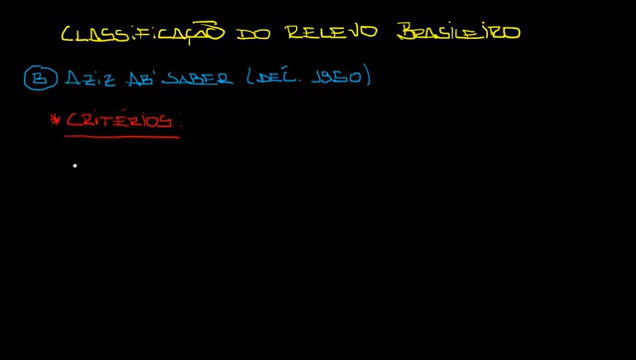 CLASSIFICAÇÃO DO RELEVO BRASILEIRO
B) AZIZ AB'SABER (DÉC. 1950)
* CRITÉRIOS: